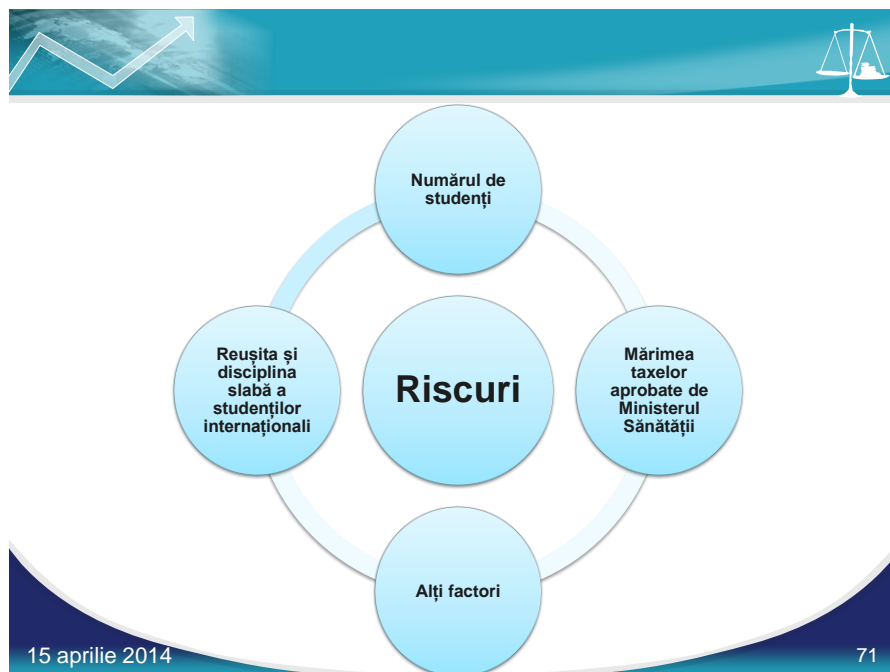 Numărul de
studenți
Reușita și
disciplina
slabă a
studenților
internaționali
Riscuri
Mărimea
taxelor
aprobate de
Ministerul
Sănătății
Alți factori
15 aprilie 2014
71